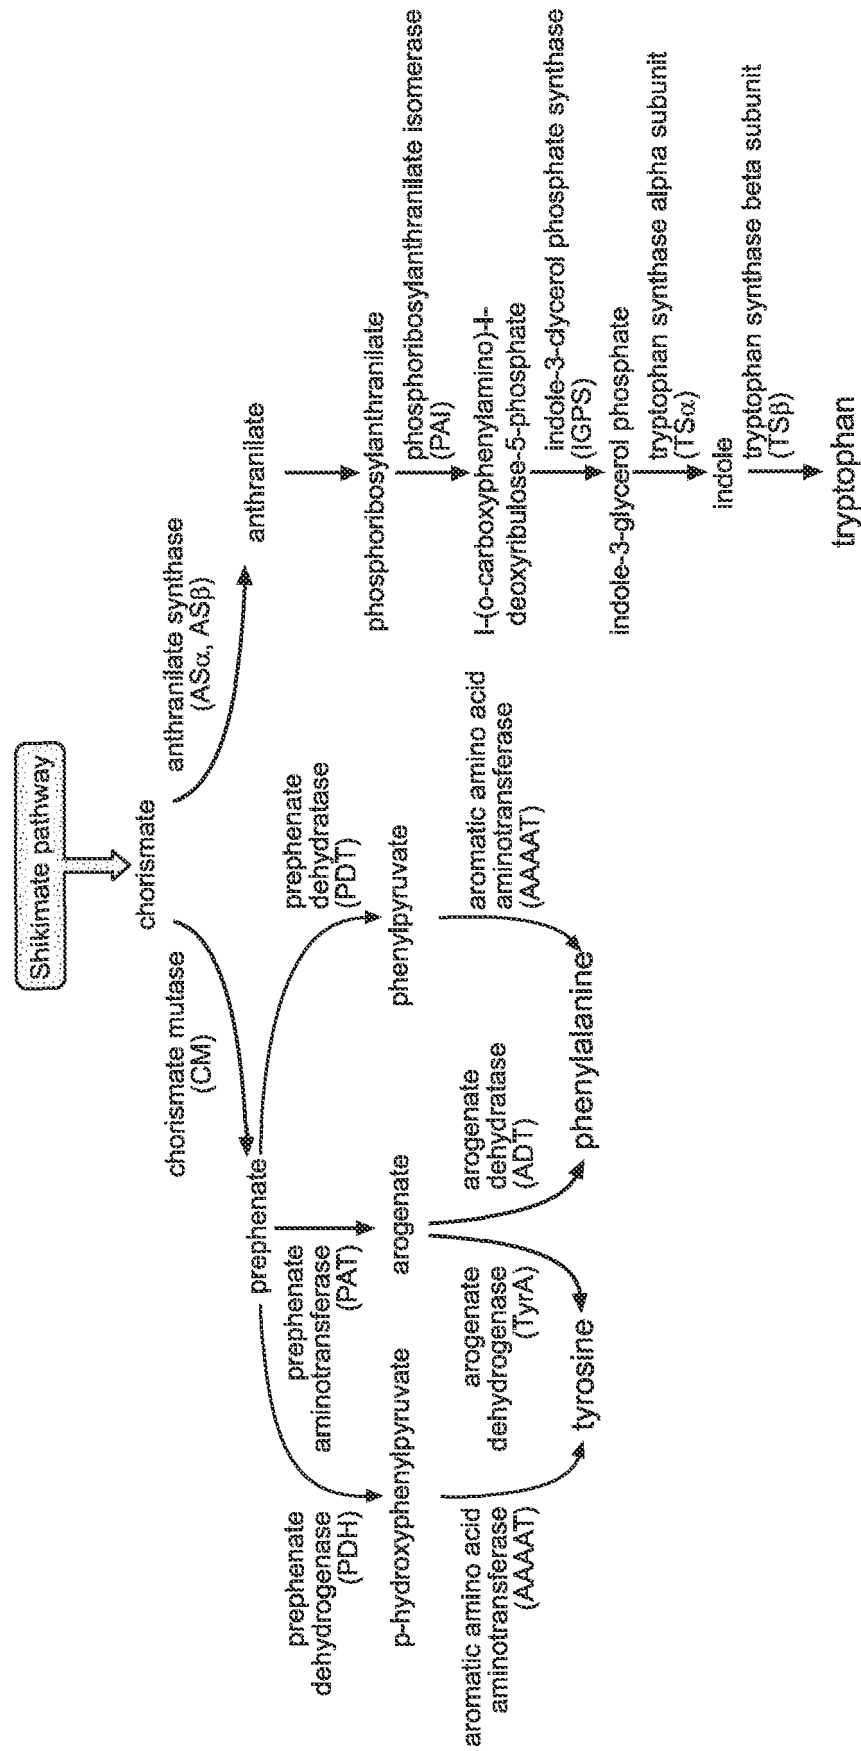 Shikimate pathway
chorismate
chorismate mutase
(CM)
anthranilate synthase
(ASα, ASβ)
prephenate
anthranilate
prephenate
dehydrogenase
(PDH)
prephenate
aminotransferase
(PAT)
prephenate
dehydratase
(PDT)
p-hydroxyphenylpyruvate
arogenate
phenylpyruvate
phosphoribosylanthranilate
phosphoribosylanthranilate isomerase
(PAI)
aromatic amino acid
aminotransferase
(AAAAT)
arogenate
dehydrogenase
(TyrA)
arogenate
dehydratase
(ADT)
aromatic amino acid
aminotransferase
(AAAAT)
I-(o-carboxyphenylamino)-I-
deoxyribulose-5-phosphate
indole-3-dycerol phosphate synthase
(IGPS)
tyrosine
phenylalanine
indole-3-glycerol phosphate
tryptophan synthase alpha subunit
(TSα)
indole
tryptophan synthase beta subunit
(TSβ)
tryptophan